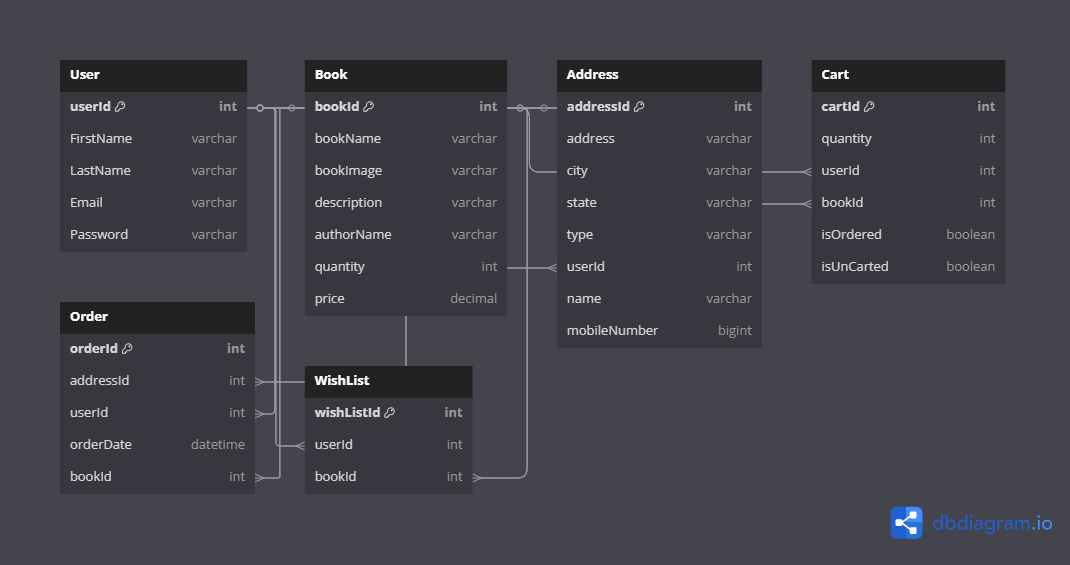 User
userId int
FirstName varchar
LastName varchar
Email varchar
Password varchar
Book
bookId int
bookName varchar
bookImage varchar
description varchar
authorName varchar
quantity int
price decimal
Address
addressId int
address varchar
city varchar
state varchar
type varchar
userId int
name varchar
mobileNumber bigint
Cart
cartId int
quantity int
userId int
bookId int
isOrdered boolean
isUnCarted boolean
Order
orderId int
addressId int
userId int
orderDate datetime
bookId int
WishList
wishListId int
userId int
bookId int
dbdiagram.io